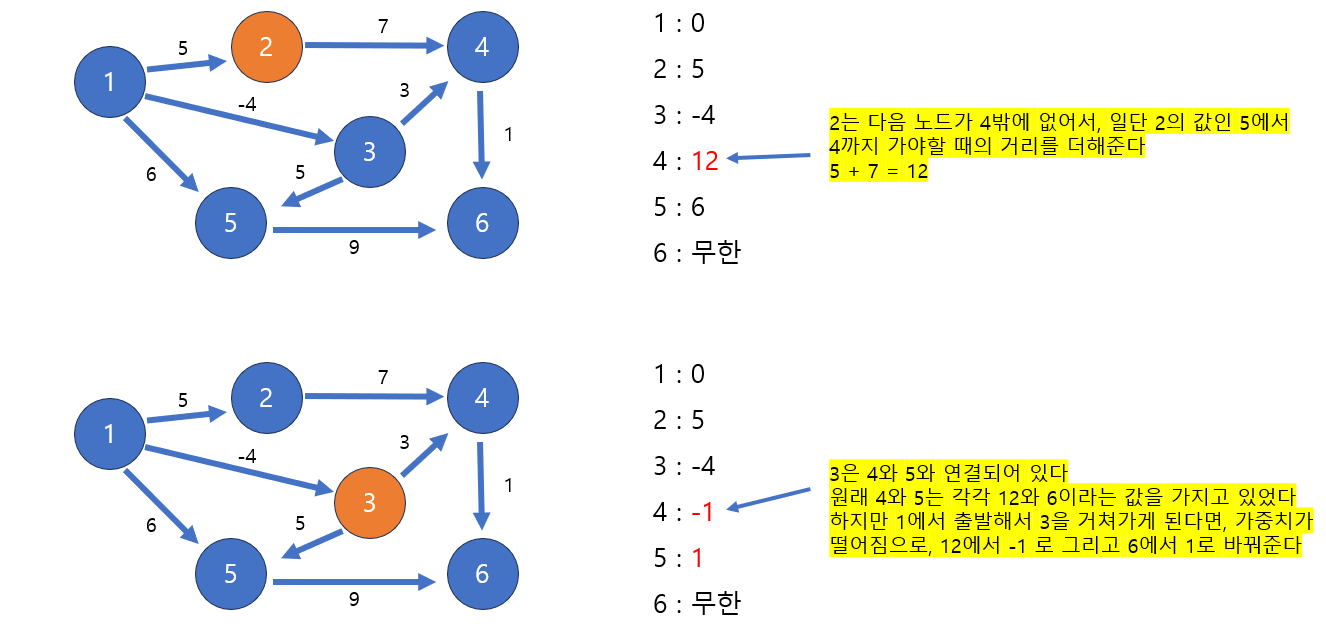 1
5
2
7
4
-4
3
3
1
6
5
5
9
6
1 : 0
2 : 5
3 : -4
4 : 12
5 : 6
6 : 무한
2는 다음 노드가 4밖에 없어서, 일단 2의 값인 5에서
4까지 가야할 때의 거리를 더해준다
5 + 7 = 12
1
5
2
7
4
-4
3
3
1
6
5
5
9
6
1 : 0
2 : 5
3 : -4
4 : -1
5 : 1
6 : 무한
3은 4와 5와 연결되어 있다
원래 4와 5는 각각 12와 6이라는 값을 가지고 있었다
하지만 1에서 출발해서 3을 거쳐가게 된다면, 가중치가
떨어짐으로, 12에서 -1 로 그리고 6에서 1로 바꿔준다